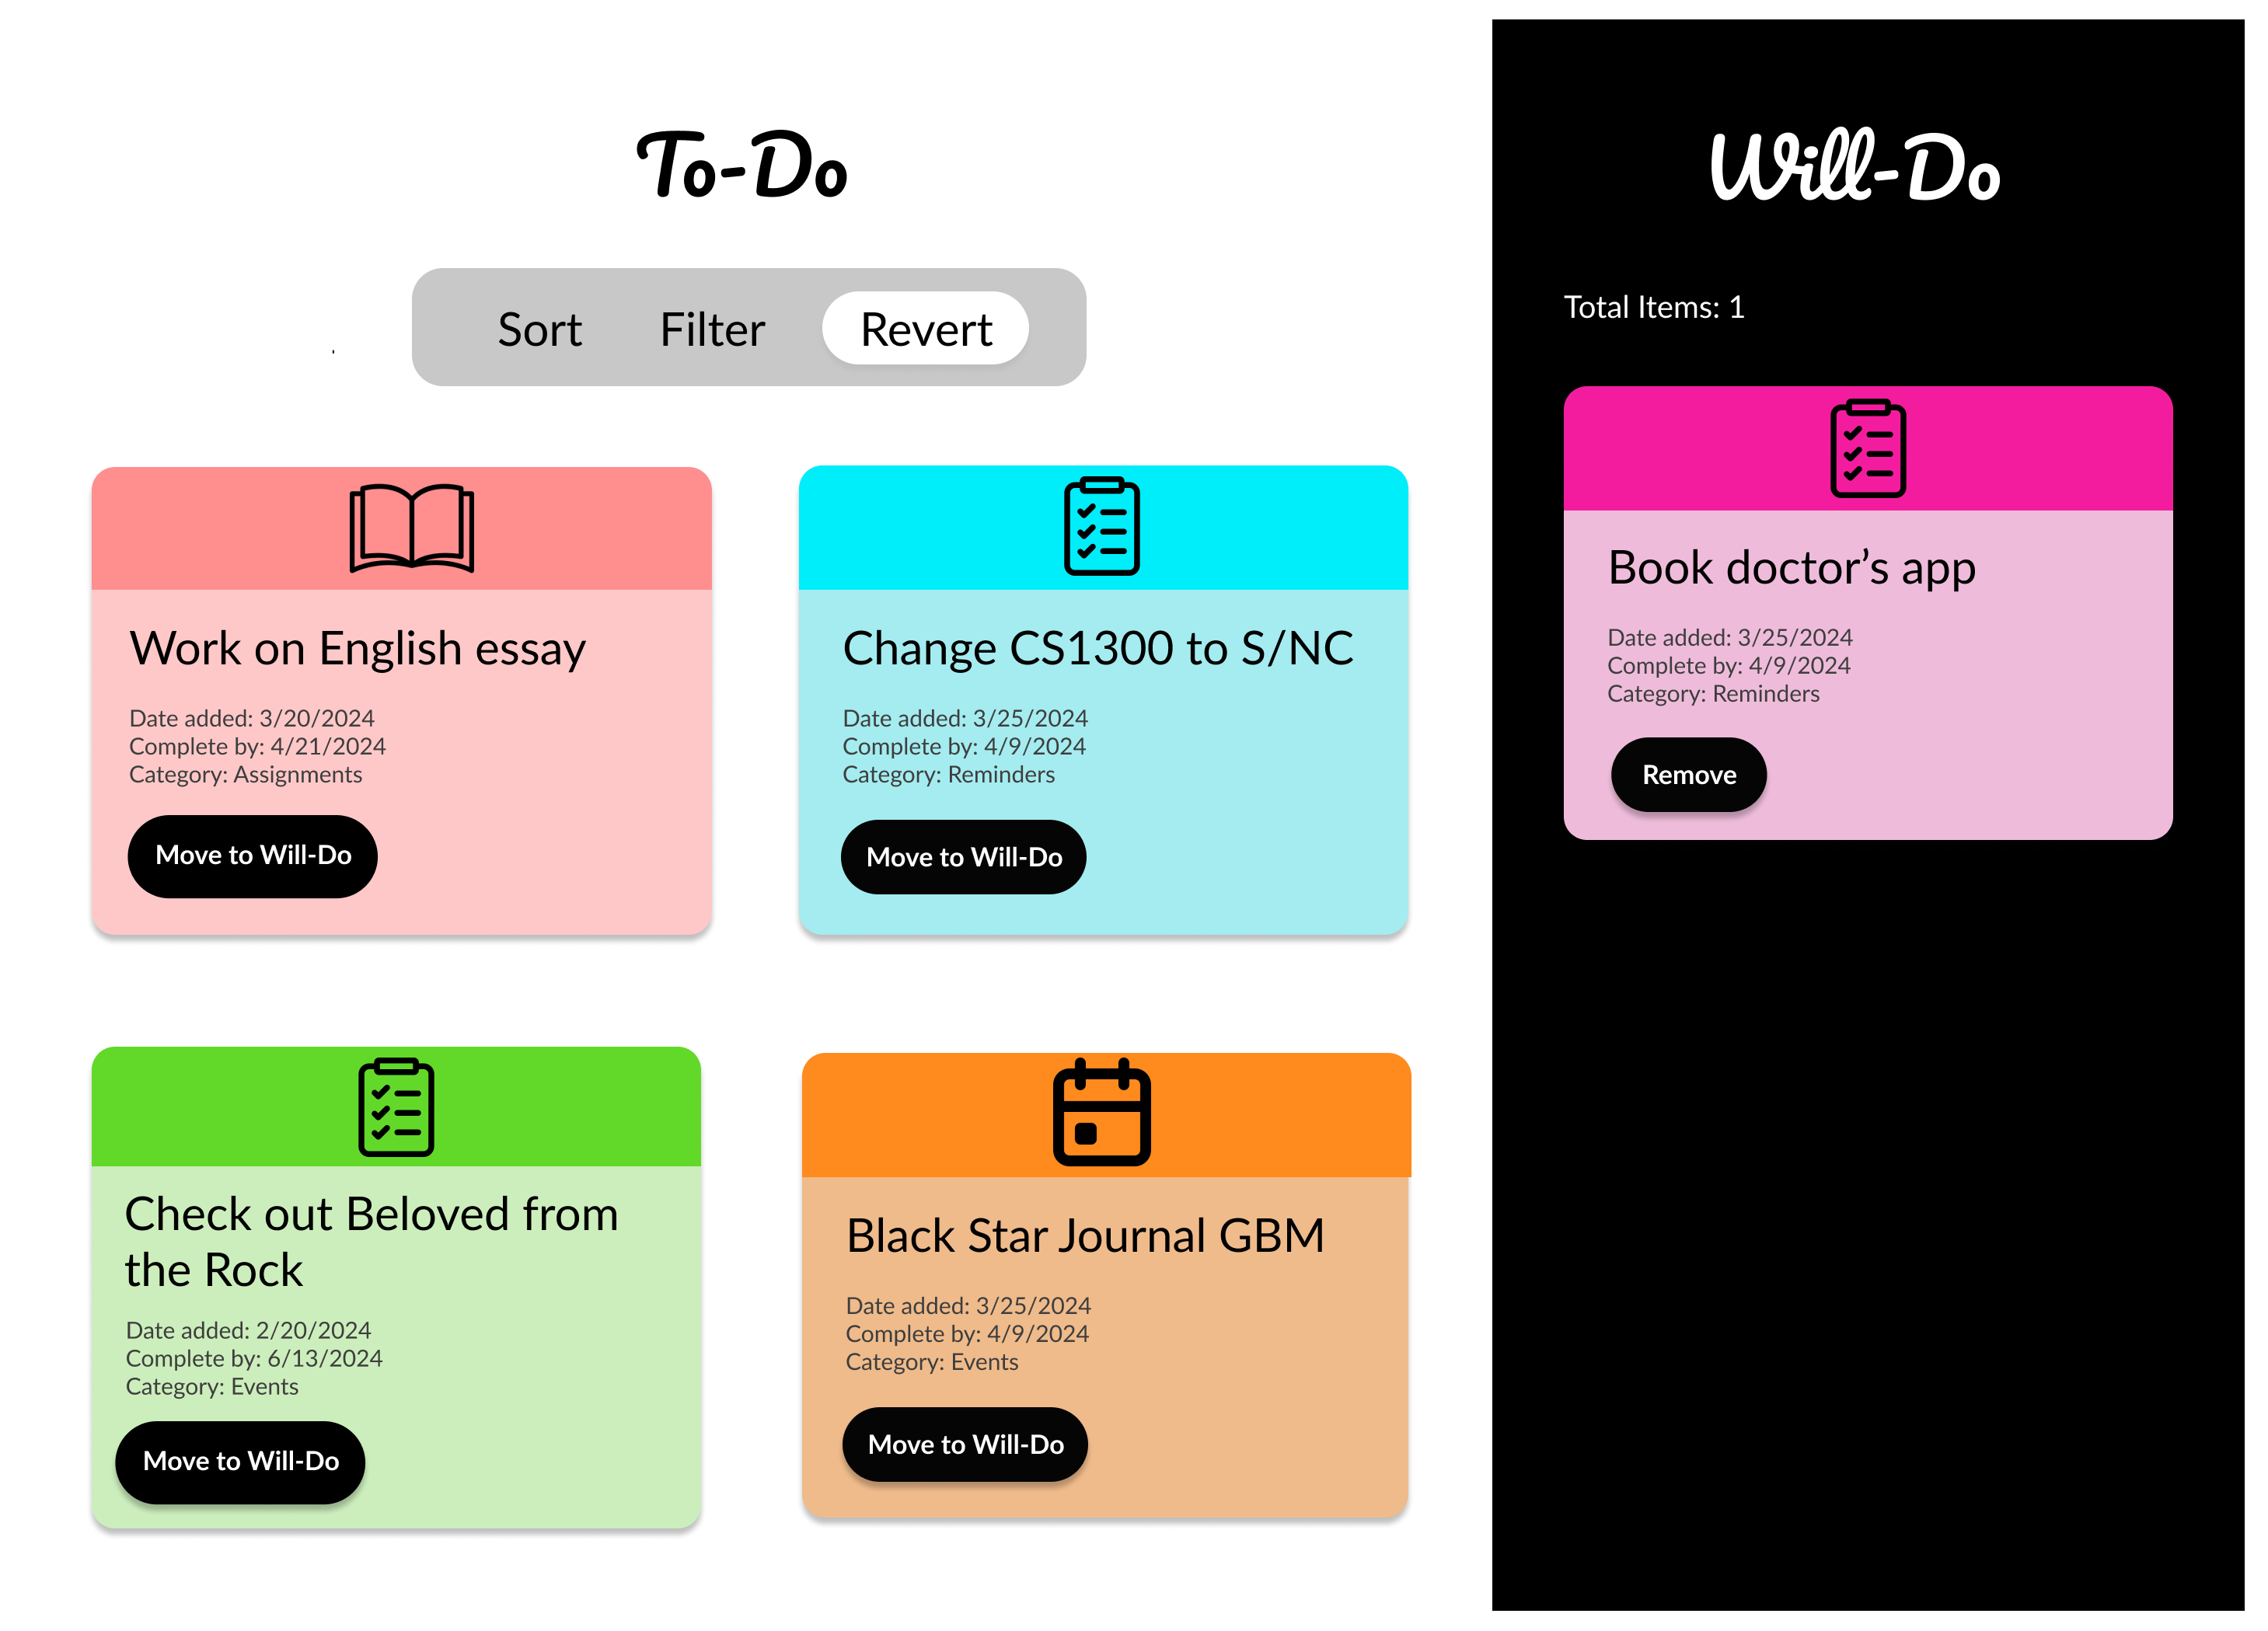 To-Do
Sort Filter Revert
Work on English essay
Date added: 3/20/2024
Complete by: 4/21/2024
Category: Assignments
Move to Will-Do
Change CS1300 to S/NC
Date added: 3/25/2024
Complete by: 4/9/2024
Category: Reminders
Move to Will-Do
Check out Beloved from
the Rock
Date added: 2/20/2024
Complete by: 6/13/2024
Category: Events
Move to Will-Do
Black Star Journal GBM
Date added: 3/25/2024
Complete by: 4/9/2024
Category: Events
Move to Will-Do
Will-Do
Total Items: 1
Book doctor’s app
Date added: 3/25/2024
Complete by: 4/9/2024
Category: Reminders
Remove